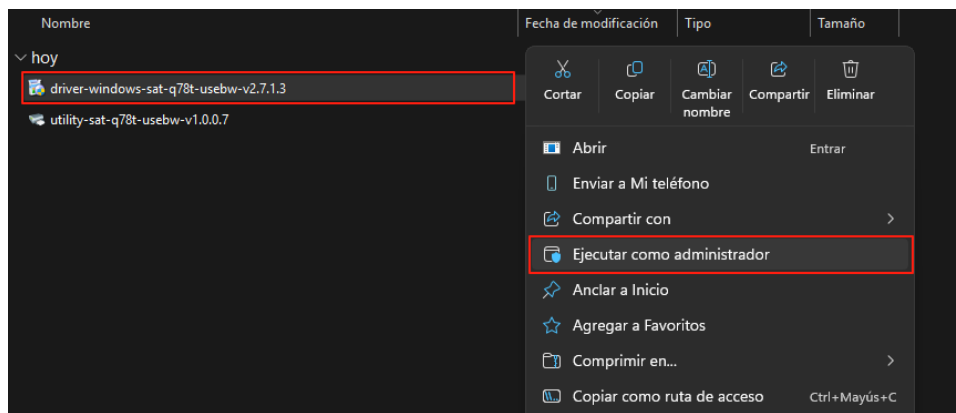 Nombre Fecha de modificación Tipo Tamaño
hoy
driver-windows-sat-q78t-usebw-v2.7.1.3
utility-sat-q78t-usebw-v1.0.0.7
Cortar Copiar Cambiar nombre Compartir Eliminar
Abrir Entrar
Enviar a Mi teléfono
Compartir con
Ejecutar como administrador
Anclar a Inicio
Agregar a Favoritos
Comprimir en...
Copiar como ruta de acceso Ctrl+Mayús+C